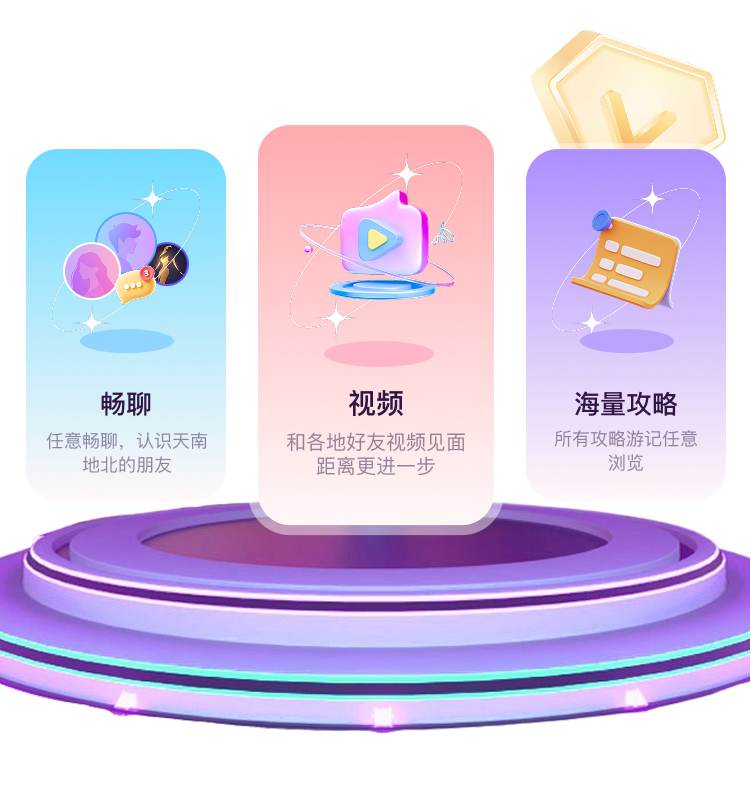 3
畅聊
任意畅聊，认识天南
地北的朋友
视频
和各地好友视频见面
距离更进一步
海量攻略
所有攻略游记任意
浏览